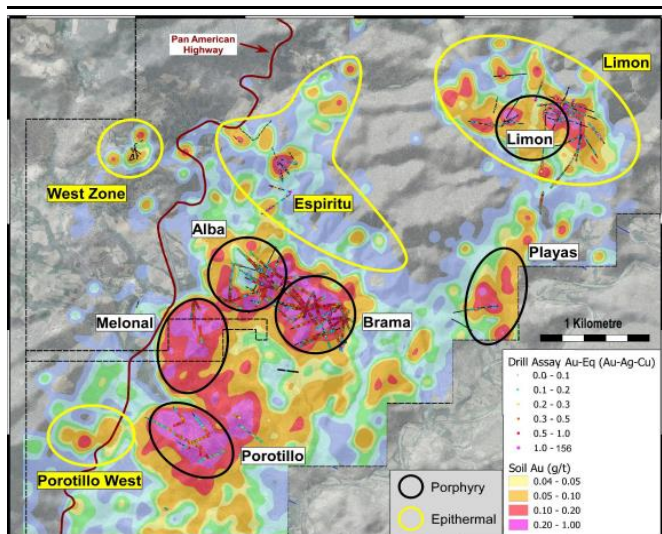 Pan American
Highway
Limon
Limon
West Zone
Espiritu
Alba
Playas
Melonal
Brama
1 Kilometre
Porotillo
Porotillo West
Drill Assay Au-Eq (Au-Ag-Cu)
0.0 - 0.1
0.1 - 0.2
0.2 - 0.3
0.3 - 0.5
0.5 - 1.0
1.0 - 156
Soil Au (g/t)
0.04 - 0.05
0.05 - 0.10
0.10 - 0.20
0.20 - 1.00
Porphyry
Epithermal